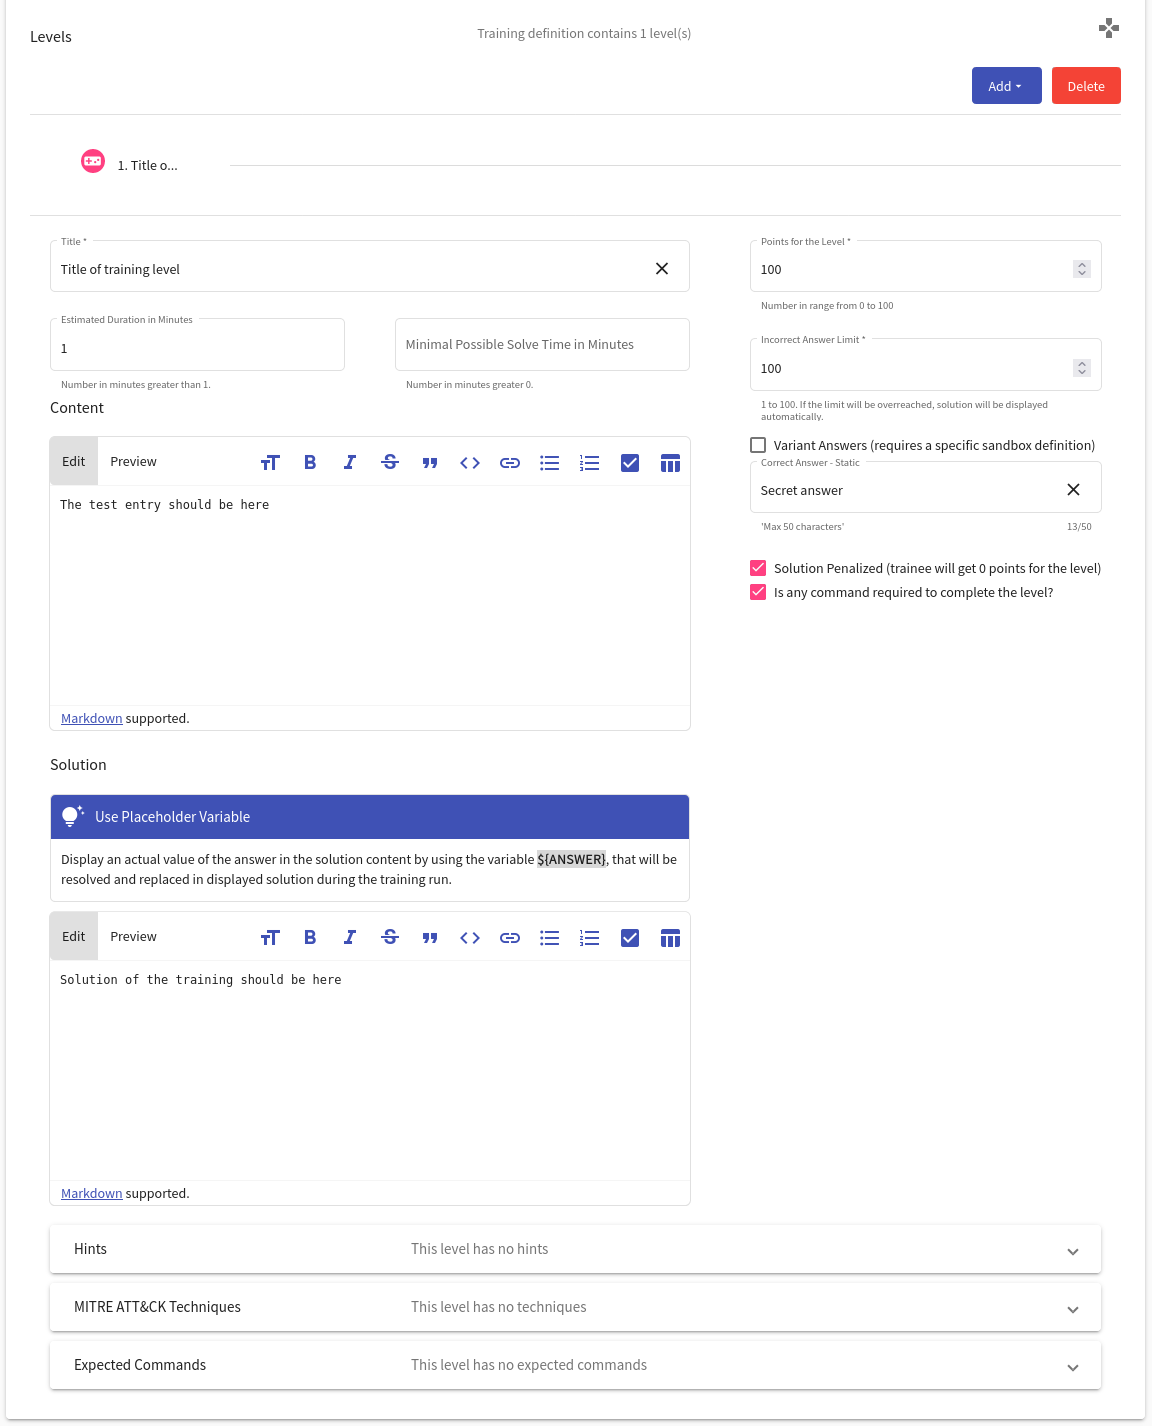 Levels
Training definition contains 1 level(s)
Add
Delete
1. Title o...
Title *
Title of training level
Points for the Level *
100
Number in range from 0 to 100
Estimated Duration in Minutes
1
Number in minutes greater than 1.
Minimal Possible Solve Time in Minutes
Number in minutes greater 0.
Incorrect Answer Limit *
100
1 to 100. If the limit will be overreached, solution will be displayed
automatically.
Variant Answers (requires a specific sandbox definition)
Correct Answer - Static
Secret answer
'Max 50 characters'
13/50
Solution Penalized (trainee will get 0 points for the level)
Is any command required to complete the level?
Content
Edit
Preview
The test entry should be here
Markdown supported.
Solution
Use Placeholder Variable
Display an actual value of the answer in the solution content by using the variable ${ANSWER}, that will be
resolved and replaced in displayed solution during the training run.
Edit
Preview
Solution of the training should be here
Markdown supported.
Hints
This level has no hints
MITRE ATT&CK Techniques
This level has no techniques
Expected Commands
This level has no expected commands